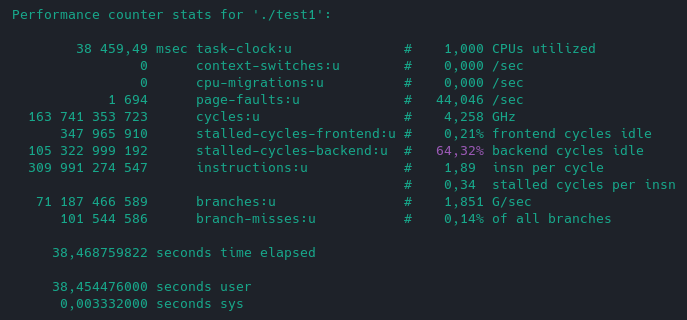 Performance counter stats for './test1':
38 459,49 msec task-clock:u # 1,000 CPUs utilized
0 context-switches:u # 0,000 /sec
0 cpu-migrations:u # 0,000 /sec
1 694 page-faults:u # 44,046 /sec
163 741 353 723 cycles:u # 4,258 GHz
347 965 910 stalled-cycles-frontend:u # 0,21% frontend cycles idle
105 322 999 192 stalled-cycles-backend:u # 64,32% backend cycles idle
309 991 274 547 instructions:u # 1,89 insn per cycle
# 0,34 stalled cycles per insn
71 187 466 589 branches:u # 1,851 G/sec
101 544 586 branch-misses:u # 0,14% of all branches
38,468759822 seconds time elapsed
38,454476000 seconds user
0,003332000 seconds sys